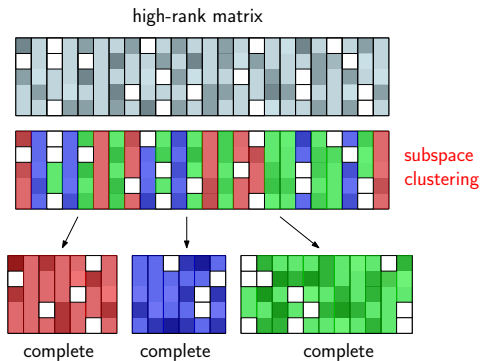 high-rank matrix
subspace
clustering
complete
complete
complete